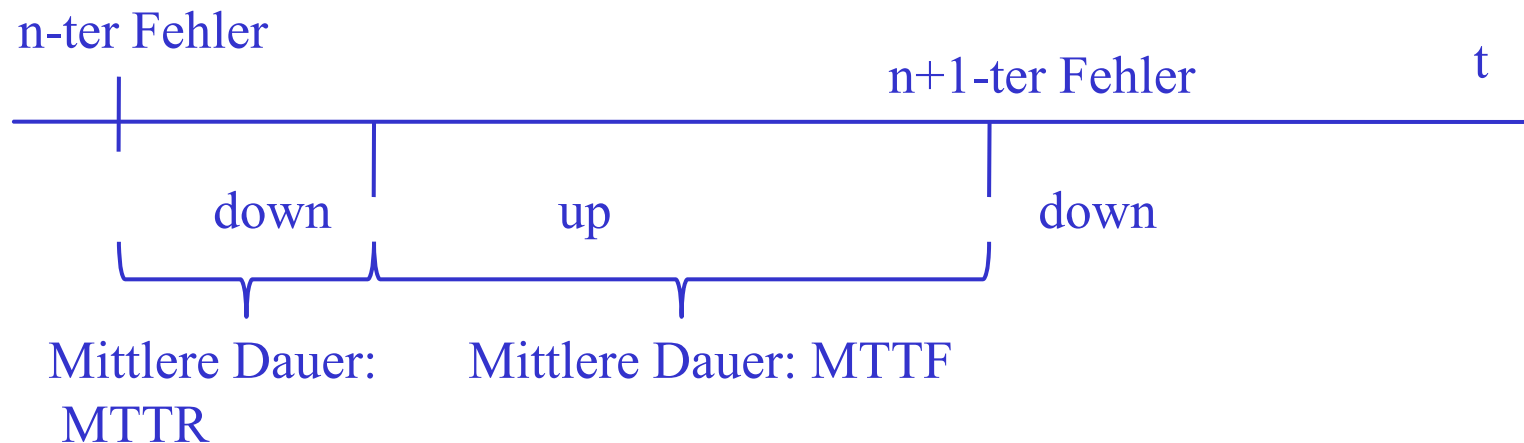 n-ter Fehler
n+1-ter Fehler
t
down
up
down
Mittlere Dauer:
MTTR
Mittlere Dauer: MTTF